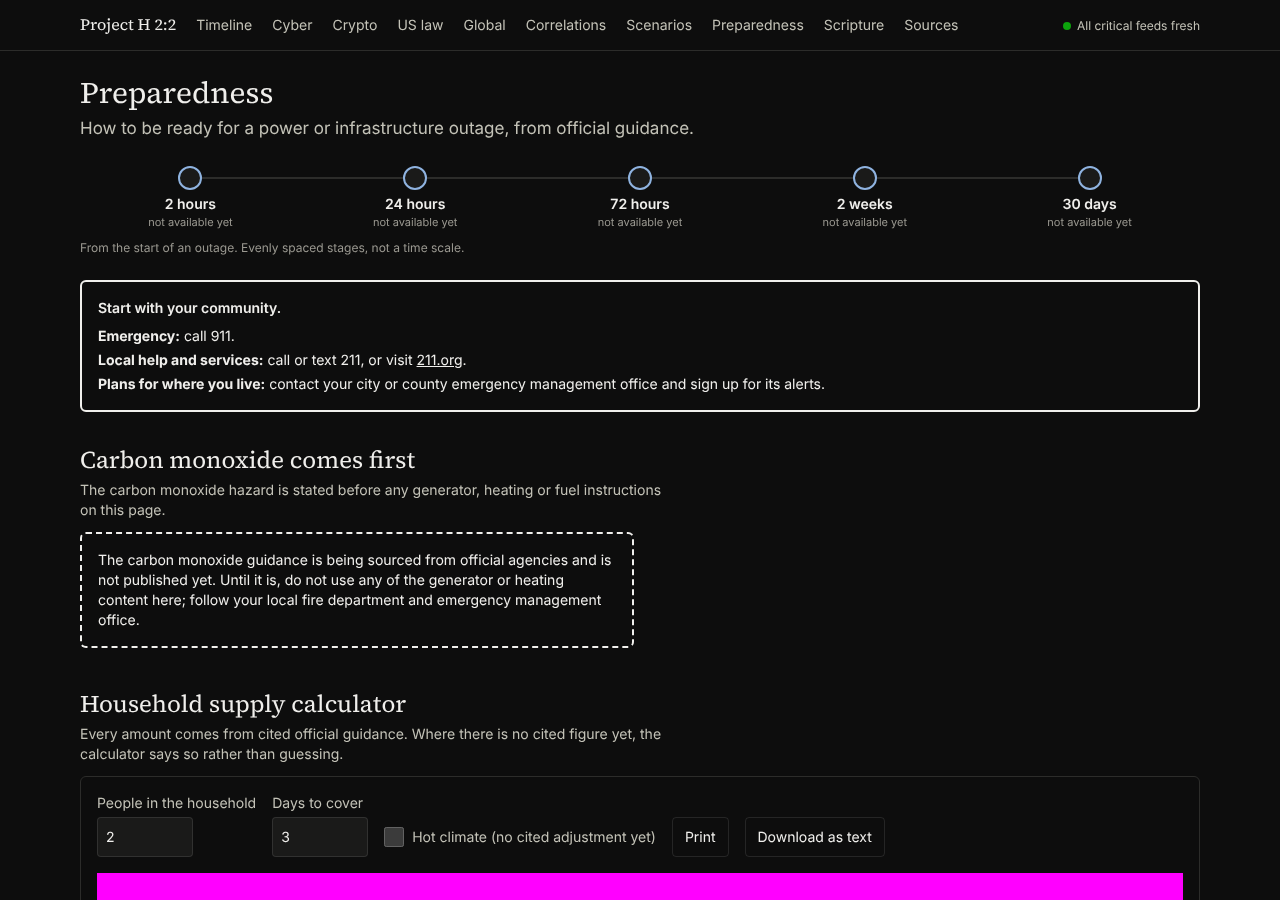 Project H 2:2 Timeline Cyber Crypto US law Global Correlations Scenarios Preparedness Scripture Sources All critical feeds fresh
Preparedness
How to be ready for a power or infrastructure outage, from official guidance.
2 hours 24 hours 72 hours 2 weeks 30 days
not available yet not available yet not available yet not available yet not available yet
From the start of an outage. Evenly spaced stages, not a time scale.
Start with your community.
Emergency: call 911.
Local help and services: call or text 211, or visit 211.org.
Plans for where you live: contact your city or county emergency management office and sign up for its alerts.
Carbon monoxide comes first
The carbon monoxide hazard is stated before any generator, heating or fuel instructions
on this page.
The carbon monoxide guidance is being sourced from official agencies and is
not published yet. Until it is, do not use any of the generator or heating
content here; follow your local fire department and emergency management
office.
Household supply calculator
Every amount comes from cited official guidance. Where there is no cited figure yet, the
calculator says so rather than guessing.
People in the household Days to cover
2 3 Hot climate (no cited adjustment yet) Print Download as text